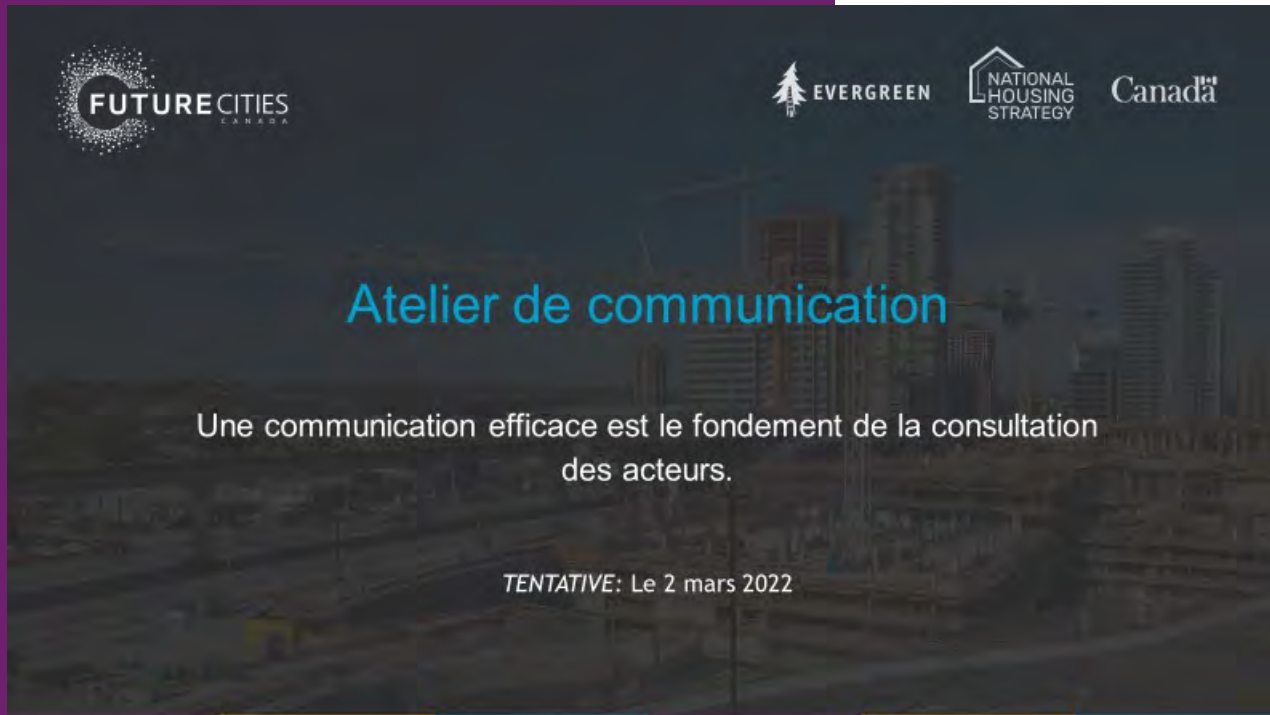 FUTURE CITIES
CANADA
EVERGREEN
NATIONAL
HOUSING
STRATEGY
Canada
Atelier de communication
Une communication efficace est le fondement de la consultation
des acteurs.
TENTATIVE: Le 2 mars 2022